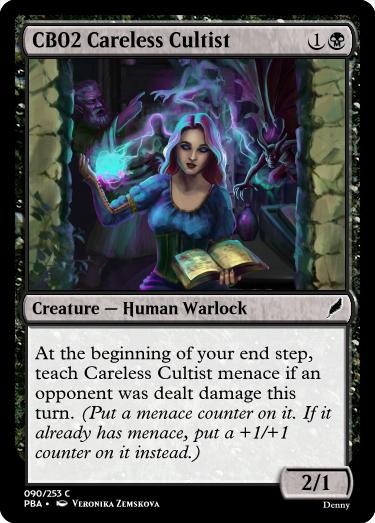 CB02 Careless Cultist 1
Creature — Human Warlock
At the beginning of your end step,
teach Careless Cultist menace if an
opponent was dealt damage this
turn. (Put a menace counter on it. If it
already has menace, put a +1/+1
counter on it instead.)
2/1
090/253 C
PBA • Veronika Zemskova
Denny